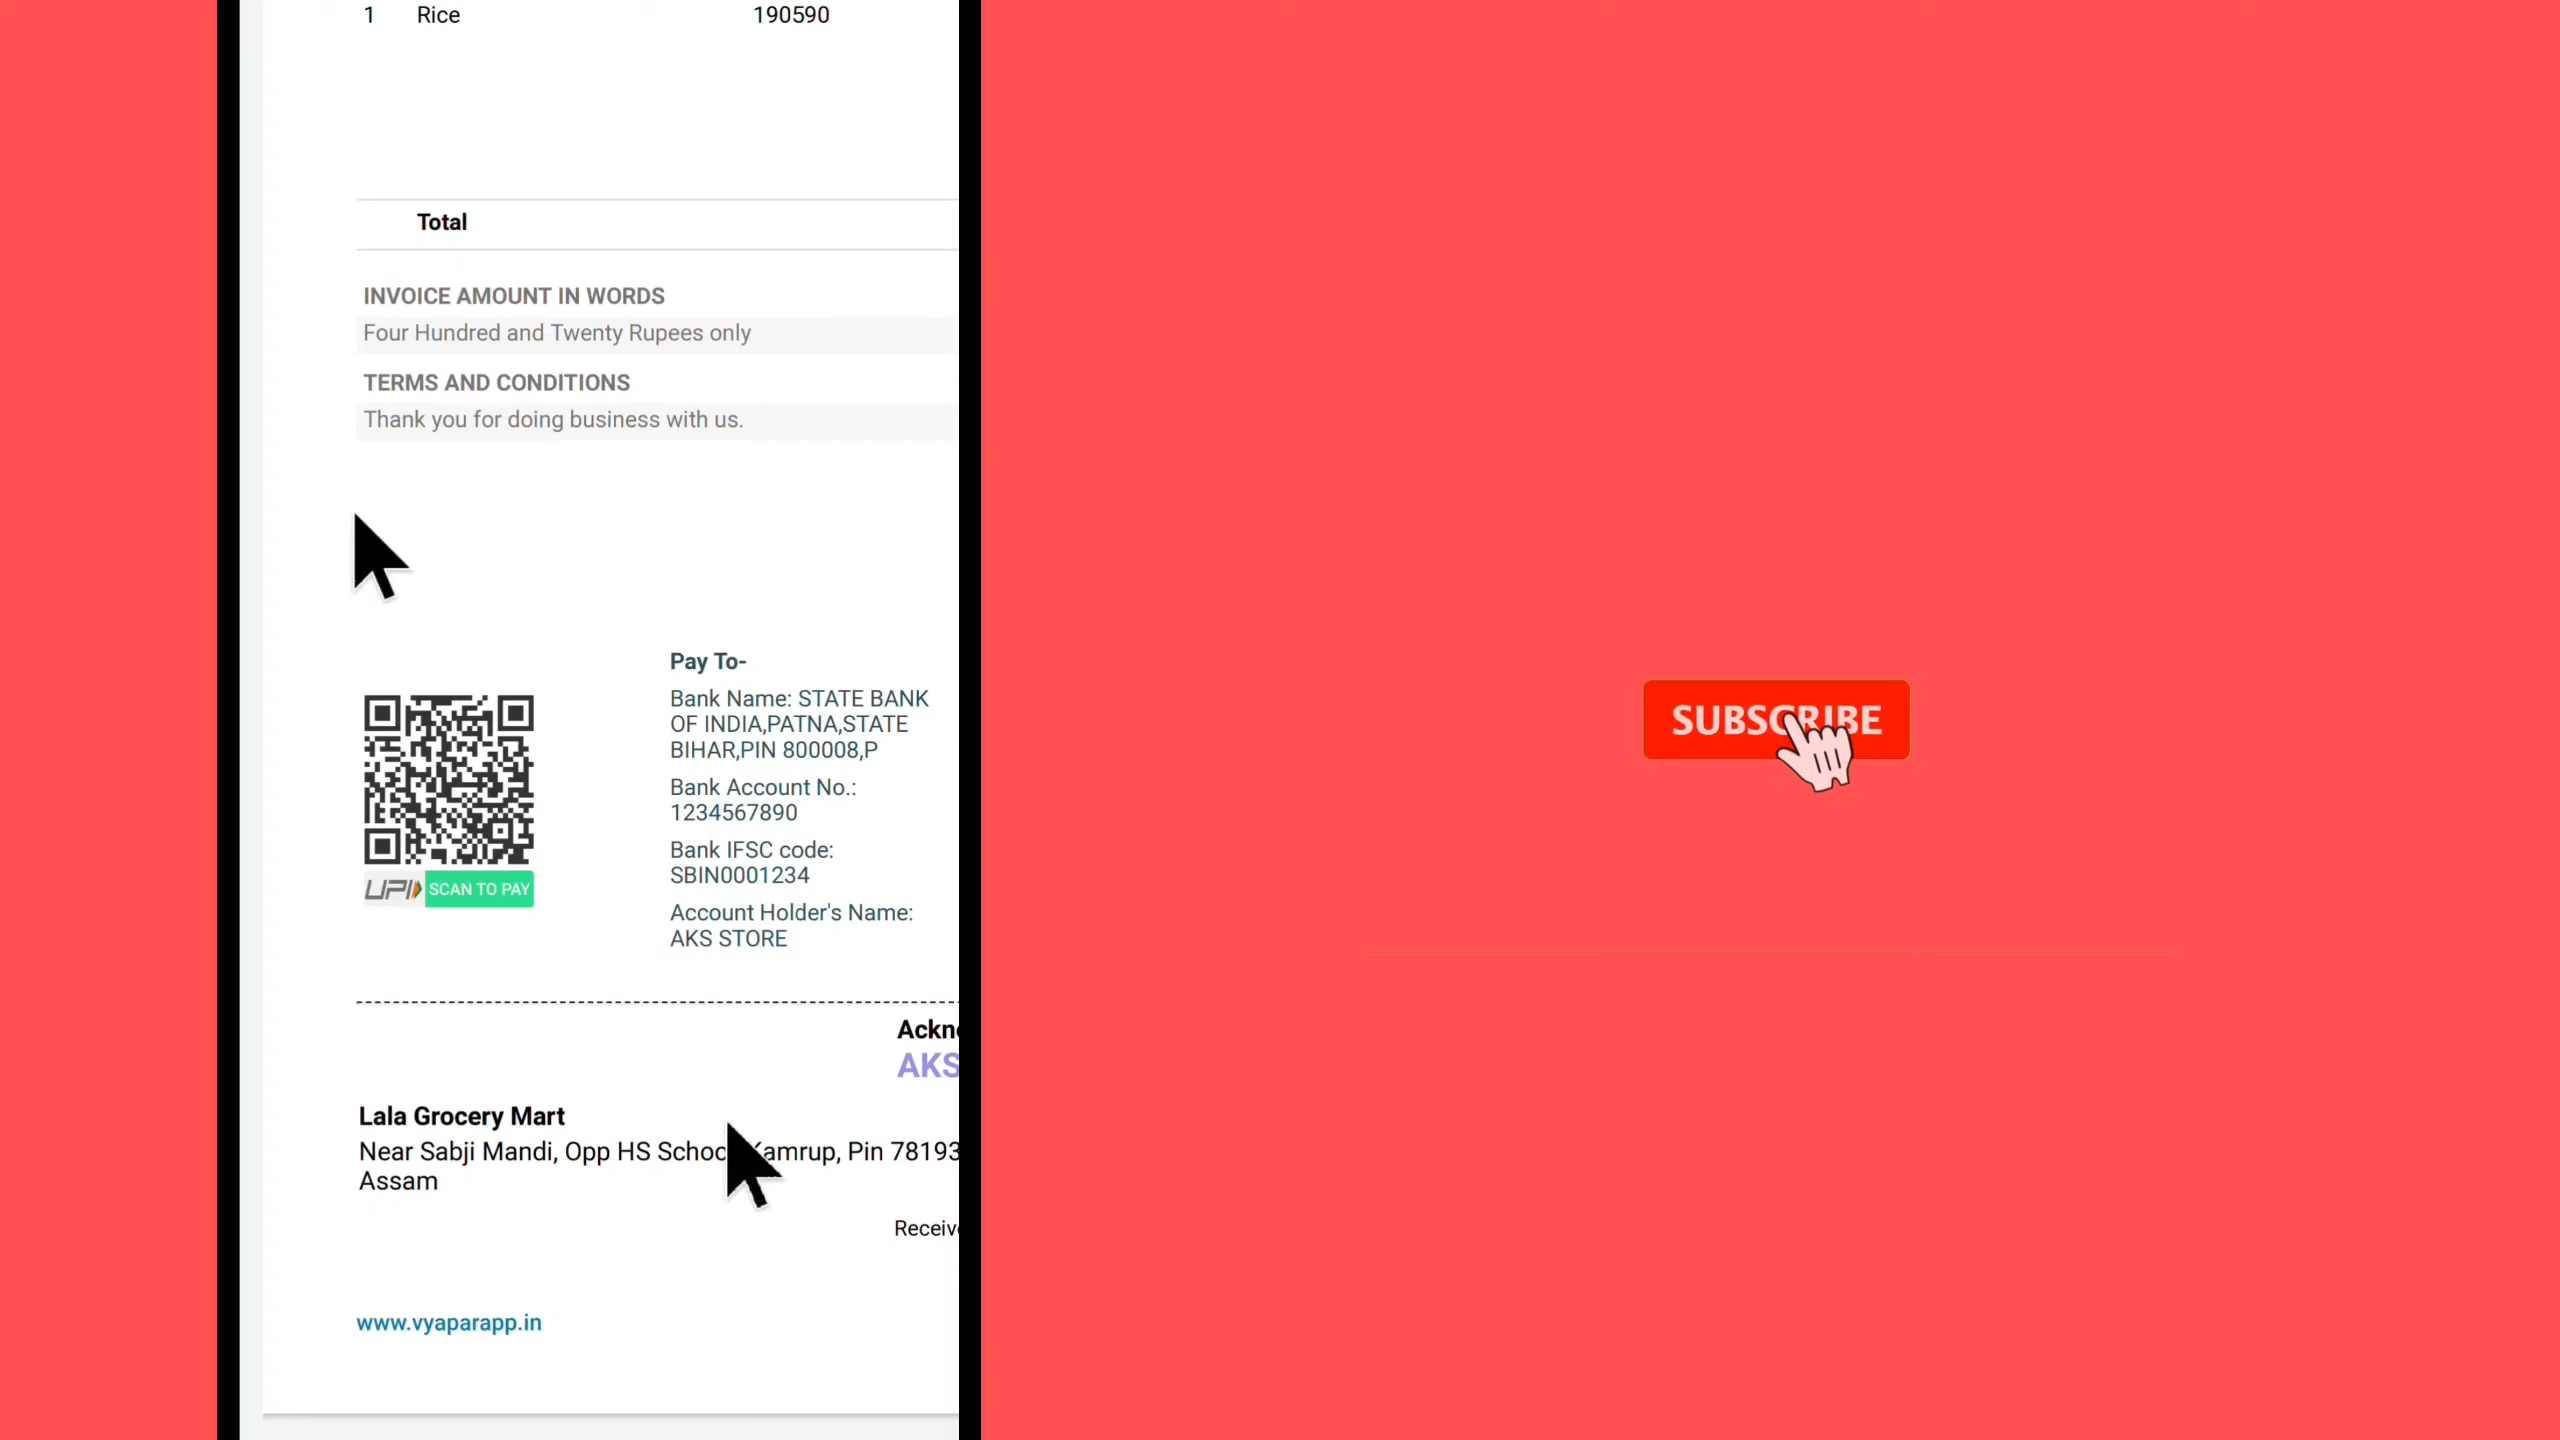 1 Rice 190590
Total
INVOICE AMOUNT IN WORDS
Four Hundred and Twenty Rupees only
TERMS AND CONDITIONS
Thank you for doing business with us.
Pay To-
Bank Name: STATE BANK
OF INDIA,PATNA,STATE
BIHAR,PIN 800008,P
Bank Account No.:
1234567890
Bank IFSC code:
SBIN0001234
Account Holder's Name:
AKS STORE
UPI SCAN TO PAY
AKS
Lala Grocery Mart
Near Sabji Mandi, Opp HS Pin
Assam
www.vyaparapp.in
SUBSCRIBE